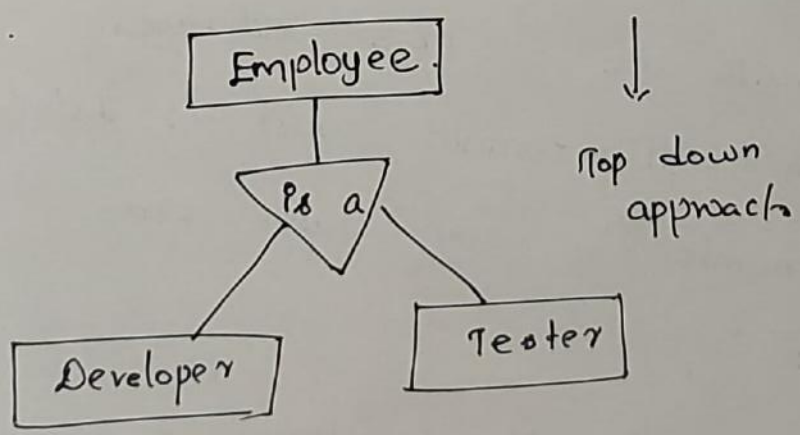 Employee.
Top down
approach
is a
Developer
Tester